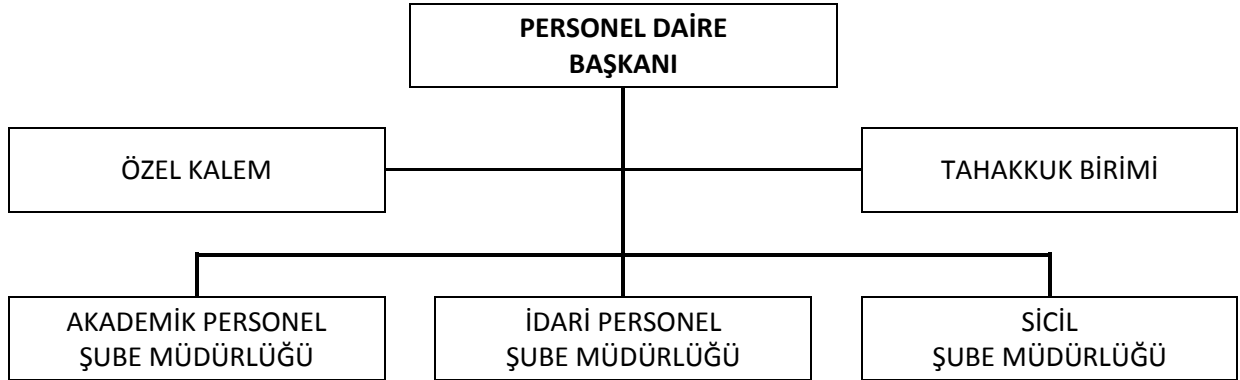 PERSONEL DAİRE
BAŞKANI
ÖZEL KALEM
TAHAKKUK BİRİMİ
AKADEMİK PERSONEL
ŞUBE MÜDÜRLÜĞÜ
İDARİ PERSONEL
ŞUBE MÜDÜRLÜĞÜ
SİCİL
ŞUBE MÜDÜRLÜĞÜ